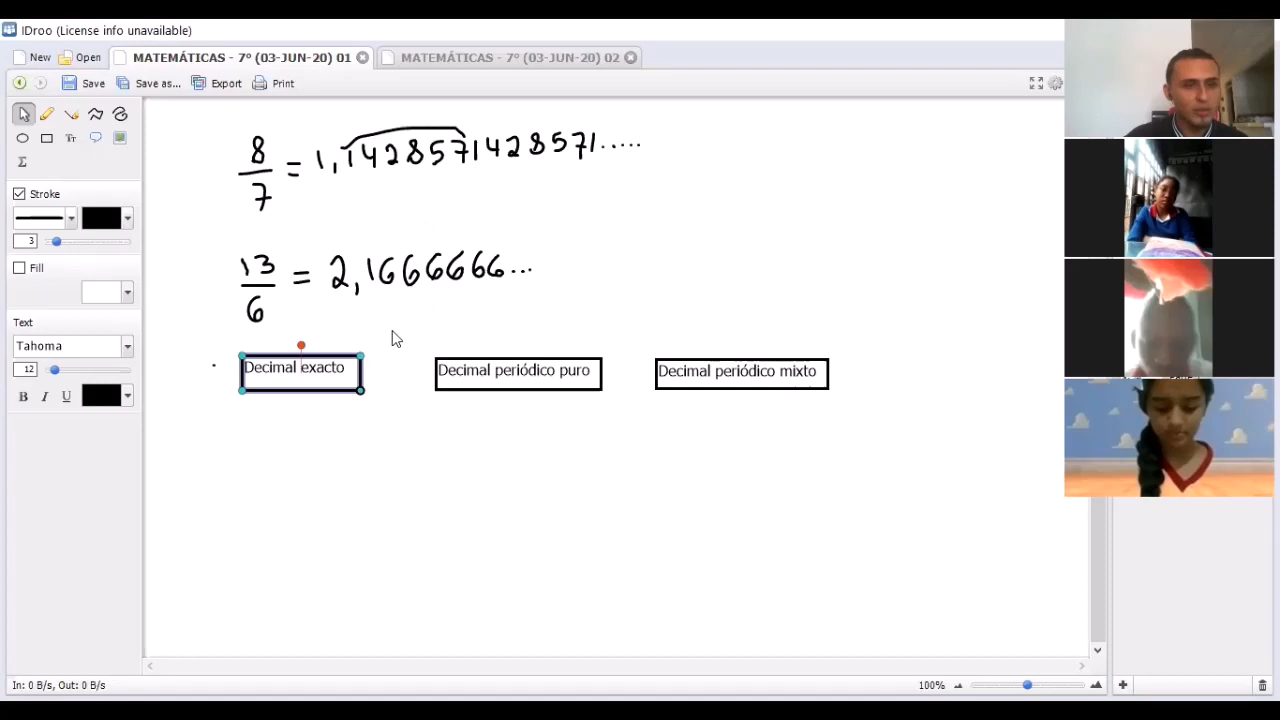 IDroo (License info unavailable)
New Open MATEMÁTICAS - 7º (03-JUN-20) 01 MATEMÁTICAS - 7º (03-JUN-20) 02
Save Save as... Export Print
Tr
Σ
Stroke
3
Fill
Text
Tahoma
12
B I U
8/7 = 1,1428571428571.....
13/6 = 2,1666666...
Decimal exacto Decimal periódico puro Decimal periódico mixto
In: 0 B/s, Out: 0 B/s 100%